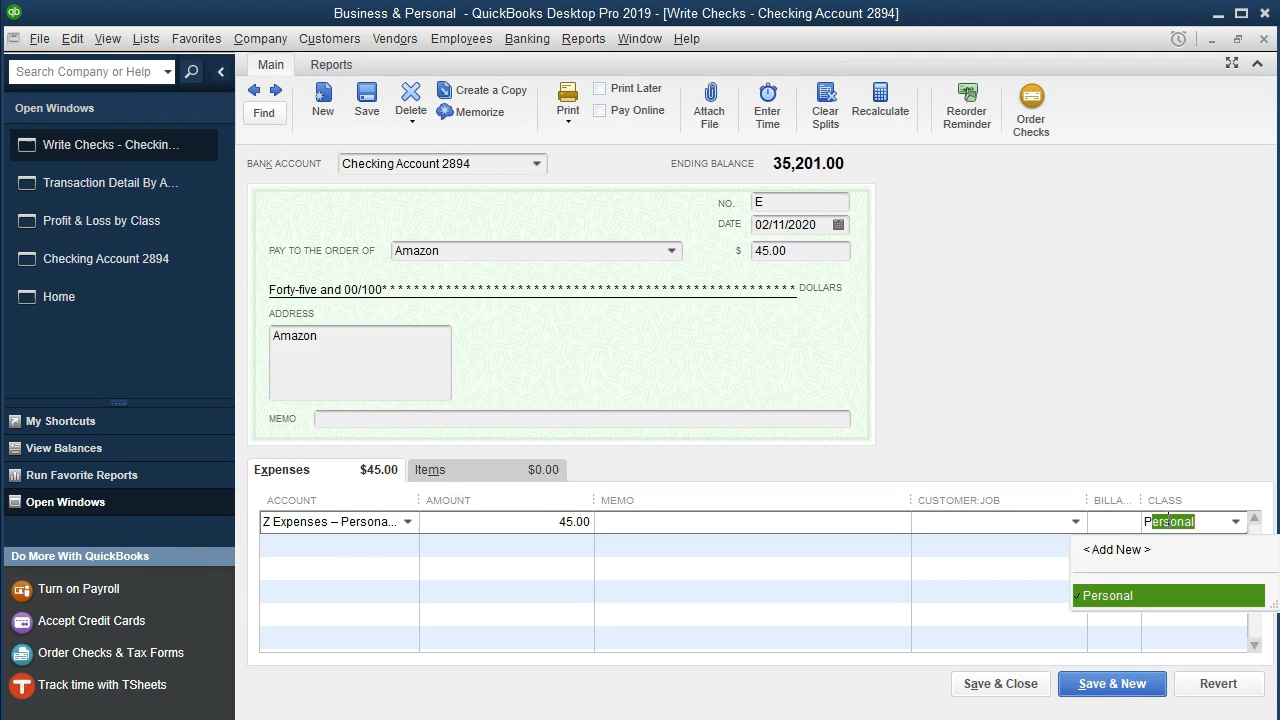 qb
Business & Personal - QuickBooks Desktop Pro 2019 - [Write Checks - Checking Account 2894]
File Edit View Lists Favorites Company Customers Vendors Employees Banking Reports Window Help
Search Company or Help
Open Windows
Write Checks - Checkin...
Transaction Detail By A...
Profit & Loss by Class
Checking Account 2894
Home
My Shortcuts
View Balances
Run Favorite Reports
Open Windows
Do More With QuickBooks
Turn on Payroll
Accept Credit Cards
Order Checks & Tax Forms
T Track time with TSheets
Main Reports
Find
New
Save
Delete
Create a Copy
Memorize
Print
Print Later
Pay Online
Attach
File
Enter
Time
Clear
Splits
Recalculate
Reorder
Reminder
Order
Checks
BANK ACCOUNT Checking Account 2894 ENDING BALANCE 35,201.00
NO. E
DATE 02/11/2020
PAY TO THE ORDER OF Amazon $ 45.00
Forty-five and 00/100* * * * * * * * * * * * * * * * * * * * * * * * * * * * * * * * * * * * * * * * * * * * * * * * * * * * DOLLARS
ADDRESS
Amazon
MEMO
Expenses $45.00 Items $0.00
ACCOUNT AMOUNT MEMO CUSTOMER:JOB BILLA... CLASS
Z Expenses – Persona... 45.00 Personal
< Add New >
✓ Personal
Save & Close Save & New Revert